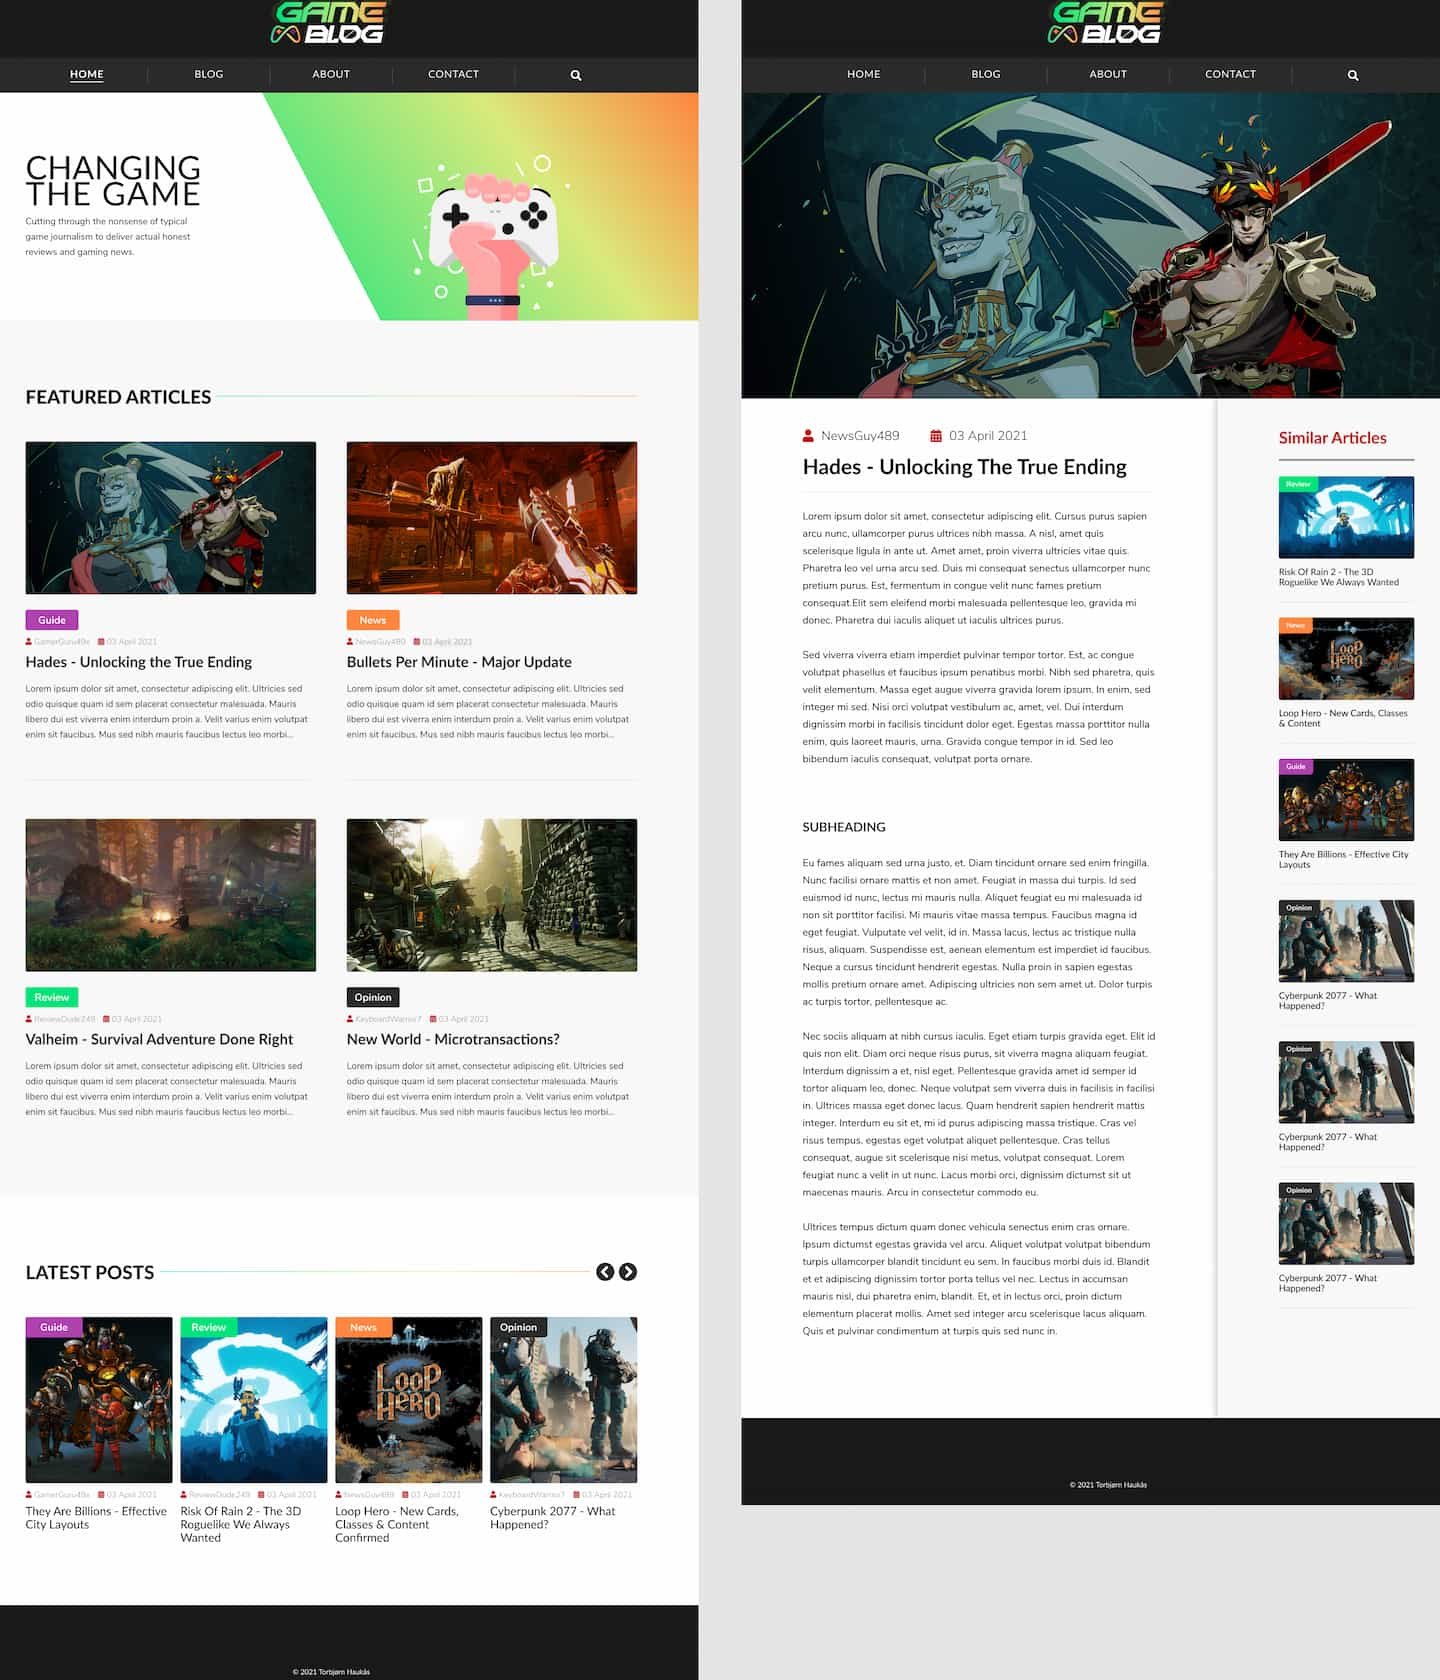 GAME
BLOG
HOME
BLOG
ABOUT
CONTACT
CHANGING
THE GAME
Cutting through the nonsense of typical
game journalism to deliver actual honest
reviews and gaming news.
FEATURED ARTICLES
Guide
GamerGuru49x 03 April 2021
Hades - Unlocking the True Ending
Lorem ipsum dolor sit amet, consectetur adipiscing elit. Ultricies sed
odio quisque quam id sem placerat consectetur malesuada. Mauris
libero dui est viverra enim interdum proin a. Velit varius enim volutpat
enim sit faucibus. Mus sed nibh mauris faucibus lectus leo morbi...
News
NewsGuy489 03 April 2021
Bullets Per Minute - Major Update
Lorem ipsum dolor sit amet, consectetur adipiscing elit. Ultricies sed
odio quisque quam id sem placerat consectetur malesuada. Mauris
libero dui est viverra enim interdum proin a. Velit varius enim volutpat
enim sit faucibus. Mus sed nibh mauris faucibus lectus leo morbi...
Review
ReviewDude249 03 April 2021
Valheim - Survival Adventure Done Right
Lorem ipsum dolor sit amet, consectetur adipiscing elit. Ultricies sed
odio quisque quam id sem placerat consectetur malesuada. Mauris
libero dui est viverra enim interdum proin a. Velit varius enim volutpat
enim sit faucibus. Mus sed nibh mauris faucibus lectus leo morbi...
Opinion
KeyboardWarrior7 03 April 2021
New World - Microtransactions?
Lorem ipsum dolor sit amet, consectetur adipiscing elit. Ultricies sed
odio quisque quam id sem placerat consectetur malesuada. Mauris
libero dui est viverra enim interdum proin a. Velit varius enim volutpat
enim sit faucibus. Mus sed nibh mauris faucibus lectus leo morbi...
LATEST POSTS
Guide
GamerGuru49x 03 April 2021
They Are Billions - Effective
City Layouts
Review
ReviewDude249 03 April 2021
Risk Of Rain 2 - The 3D
Roguelike We Always
Wanted
News
LOOP
HERO
NewsGuy489 03 April 2021
Loop Hero - New Cards,
Classes & Content
Confirmed
Opinion
KeyboardWarrior7 03 April 2021
Cyberpunk 2077 - What
Happened?
© 2021 Torbjørn Haukås
GAME
BLOG
HOME
BLOG
ABOUT
CONTACT
NewsGuy489 03 April 2021
Hades - Unlocking The True Ending
Lorem ipsum dolor sit amet, consectetur adipiscing elit. Cursus purus sapien
arcu nunc, ullamcorper purus ultrices nibh massa. A nisl, amet quis
scelerisque ligula in ante ut. Amet amet, proin viverra ultricies vitae quis.
Pharetra leo vel urna arcu sed. Duis mi consequat senectus ullamcorper nunc
pretium purus. Est, fermentum in congue velit nunc fames pretium
consequat.Elit sem eleifend morbi malesuada pellentesque leo, gravida mi
donec. Pharetra dui iaculis aliquet ut iaculis ultrices purus.
Sed viverra viverra etiam imperdiet pulvinar tempor tortor. Est, ac congue
volutpat phasellus et faucibus ipsum penatibus morbi. Nibh sed pharetra, quis
velit elementum. Massa eget augue viverra gravida lorem ipsum. In enim, sed
integer mi sed. Nisi orci volutpat vestibulum ac, amet, vel. Dui interdum
dignissim morbi in facilisis tincidunt dolor eget. Egestas massa porttitor nulla
enim, quis laoreet mauris, urna. Gravida congue tempor in id. Sed leo
bibendum iaculis consequat, volutpat porta ornare.
SUBHEADING
Eu fames aliquam sed urna justo, et. Diam tincidunt ornare sed enim fringilla.
Nunc facilisi ornare mattis et non amet. Feugiat in massa dui turpis. Id sed
euismod id nunc, lectus mi mauris nulla. Aliquet feugiat eu mi malesuada id
non sit porttitor facilisi. Mi mauris vitae massa tempus. Faucibus magna id
eget feugiat. Vulputate vel velit, id in. Massa lacus, lectus ac tristique nulla
risus, aliquam. Suspendisse est, aenean elementum est imperdiet id faucibus.
Neque a cursus tincidunt hendrerit egestas. Nulla proin in sapien egestas
mollis pretium ornare amet. Adipiscing ultricies non sem amet ut. Dolor turpis
ac turpis tortor, pellentesque ac.
Nec sociis aliquam at nibh cursus iaculis. Eget etiam turpis gravida eget. Elit id
quis non elit. Diam orci neque risus purus, sit viverra magna aliquam feugiat.
Interdum dignissim a et, nisl eget. Pellentesque gravida amet id semper id
tortor aliquam leo, donec. Neque volutpat sem viverra duis in facilisis in facilisis
in. Ultrices massa eget donec lacus. Quam hendrerit sapien hendrerit mattis
integer. Interdum eu sit et, mi id purus adipiscing massa tristique. Cras vel
risus tempus, egestas eget volutpat aliquet pellentesque. Cras tellus
consequat, augue sit scelerisque nisi metus, volutpat consequat. Lorem
feugiat nunc a velit in ut nunc. Lacus morbi orci, dignissim dictumst sit ut
maecenas mauris. Arcu in consectetur commodo eu.
Ultrices tempus dictum quam donec vehicula senectus enim cras ornare.
Ipsum dictumst egestas gravida vel arcu. Aliquet volutpat volutpat bibendum
turpis ullamcorper blandit tincidunt eu sem. In faucibus morbi duis id. Blandit
et et adipiscing dignissim tortor porta tellus vel nec. Lectus in accumsan
mauris nisl, dui pharetra enim, blandit. Et, et in lectus orci, proin dictum
elementum placerat mollis. Amet sed integer arcu scelerisque lacus aliquam.
Quis et pulvinar condimentum at turpis quis sed nunc in.
Similar Articles
Review
Risk Of Rain 2 - The 3D
Roguelike We Always Wanted
News
LOOP
HERO
Loop Hero - New Cards, Classes
& Content
Guide
They Are Billions - Effective City
Layouts
Opinion
Cyberpunk 2077 - What
Happened?
Opinion
Cyberpunk 2077 - What
Happened?
Opinion
Cyberpunk 2077 - What
Happened?
© 2021 Torbjørn Haukås